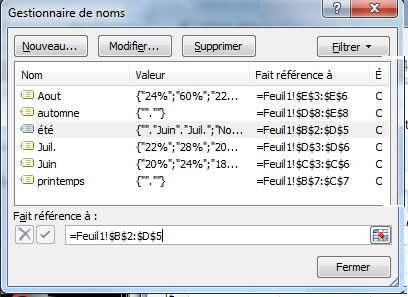 Gestionnaire de noms
Nouveau... Modifier... Supprimer Filtrer
Nom Valeur Fait référence à É
Aout {"24%";"60%";"22... =Feuil1!$E$3:$E$6 C
automne {"".""} =Feuil1!$D$8:$E$8 C
été {""."Juin"."Juil.";"No... =Feuil1!$B$2:$D$5 C
Juil. {"22%";"28%";"20... =Feuil1!$D$3:$D$6 C
Juin {"20%";"24%";"18... =Feuil1!$C$3:$C$6 C
printemps {"".""} =Feuil1!$B$7:$C$7 C
Fait référence à :
=Feuil1!$B$2:$D$5
Fermer